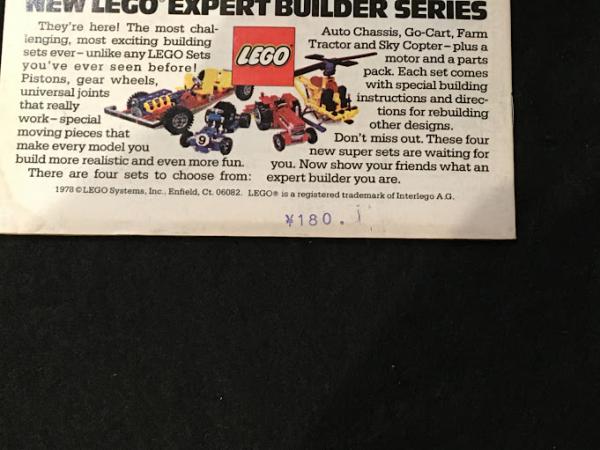 NEW LEGO® EXPERT BUILDER SERIES
They're here! The most chal-
lenging, most exciting building
sets ever–unlike any LEGO Sets
you've ever seen before!
Pistons, gear wheels,
universal joints
that really
work–special
moving pieces that
make every model you
build more realistic and even more fun.
There are four sets to choose from:
LEGO
9
Auto Chassis, Go-Cart, Farm
Tractor and Sky Copter–plus a
motor and a parts
pack. Each set comes
with special building
instructions and direc-
tions for rebuilding
other designs.
Don't miss out. These four
new super sets are waiting for
you. Now show your friends what an
expert builder you are.
1978 © LEGO Systems, Inc., Enfield, Ct. 06082. LEGO® is a registered trademark of Interlego A.G.
¥180.